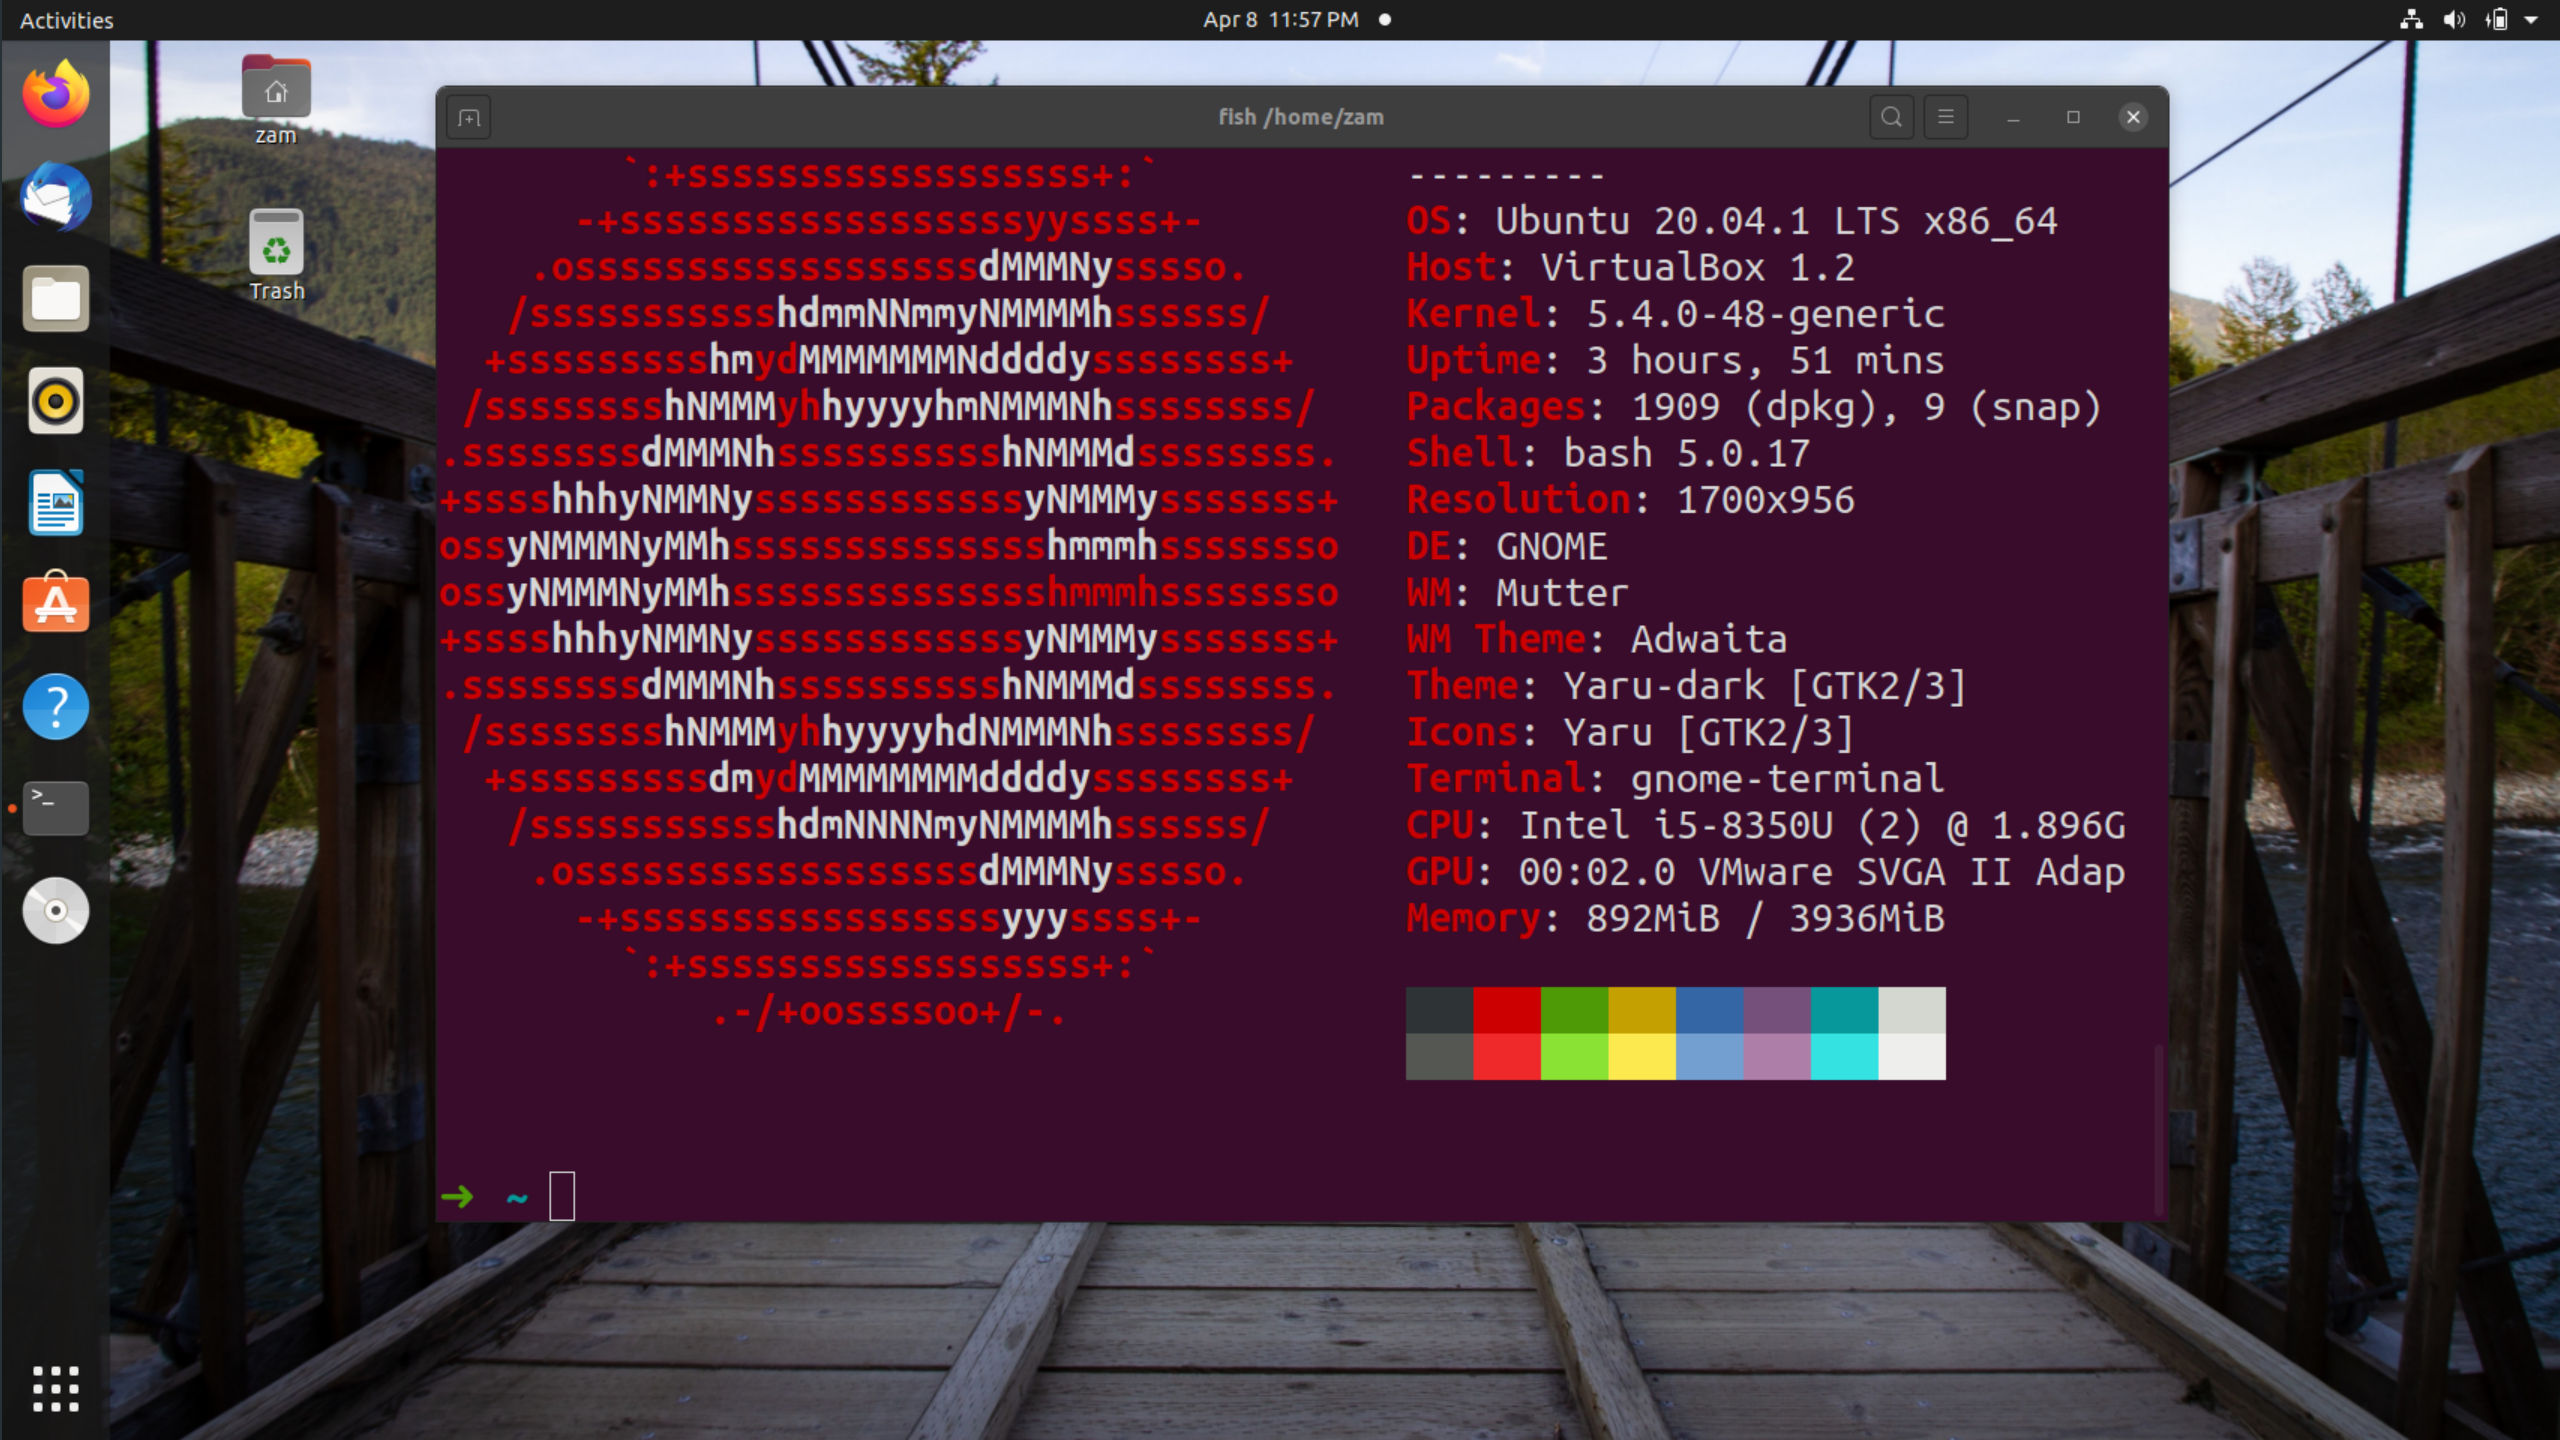 Activities
Apr 8 11:57 PM
zam
Trash
fish /home/zam
`:+ssssssssssssssssss+:`
---------
-+ssssssssssssssssssyyssss+-
OS: Ubuntu 20.04.1 LTS x86_64
.ossssssssssssssssssdMMMNysssso.
Host: VirtualBox 1.2
/ssssssssssshdmmNNmmyNMMMMhssssss/
Kernel: 5.4.0-48-generic
+ssssssssshmydMMMMMMMNddddyssssssss+
Uptime: 3 hours, 51 mins
/sssssssshNMMMyhhyyyyhmNMMMNhssssssss/
Packages: 1909 (dpkg), 9 (snap)
.ssssssssdMMMNhsssssssssshNMMMdssssssss.
Shell: bash 5.0.17
+sssshhhyNMMNyssssssssssssyNMMMysssssss+
Resolution: 1700x956
ossyNMMMNyMMhsssssssssssssshmmmhssssssso
DE: GNOME
ossyNMMMNyMMhsssssssssssssshmmmhssssssso
WM: Mutter
+sssshhhyNMMNyssssssssssssyNMMMysssssss+
WM Theme: Adwaita
.ssssssssdMMMNhsssssssssshNMMMdssssssss.
Theme: Yaru-dark [GTK2/3]
/sssssssshNMMMyhhyyyyhdNMMMNhssssssss/
Icons: Yaru [GTK2/3]
+sssssssssdmydMMMMMMMMddddyssssssss+
Terminal: gnome-terminal
/ssssssssssshdmNNNNmyNMMMMhssssss/
CPU: Intel i5-8350U (2) @ 1.896G
.ossssssssssssssssssdMMMNysssso.
GPU: 00:02.0 VMware SVGA II Adap
-+sssssssssssssssssyyyssss+-
Memory: 892MiB / 3936MiB
`:+ssssssssssssssssss+:`
.-/+oossssoo+/-.
➜ ~